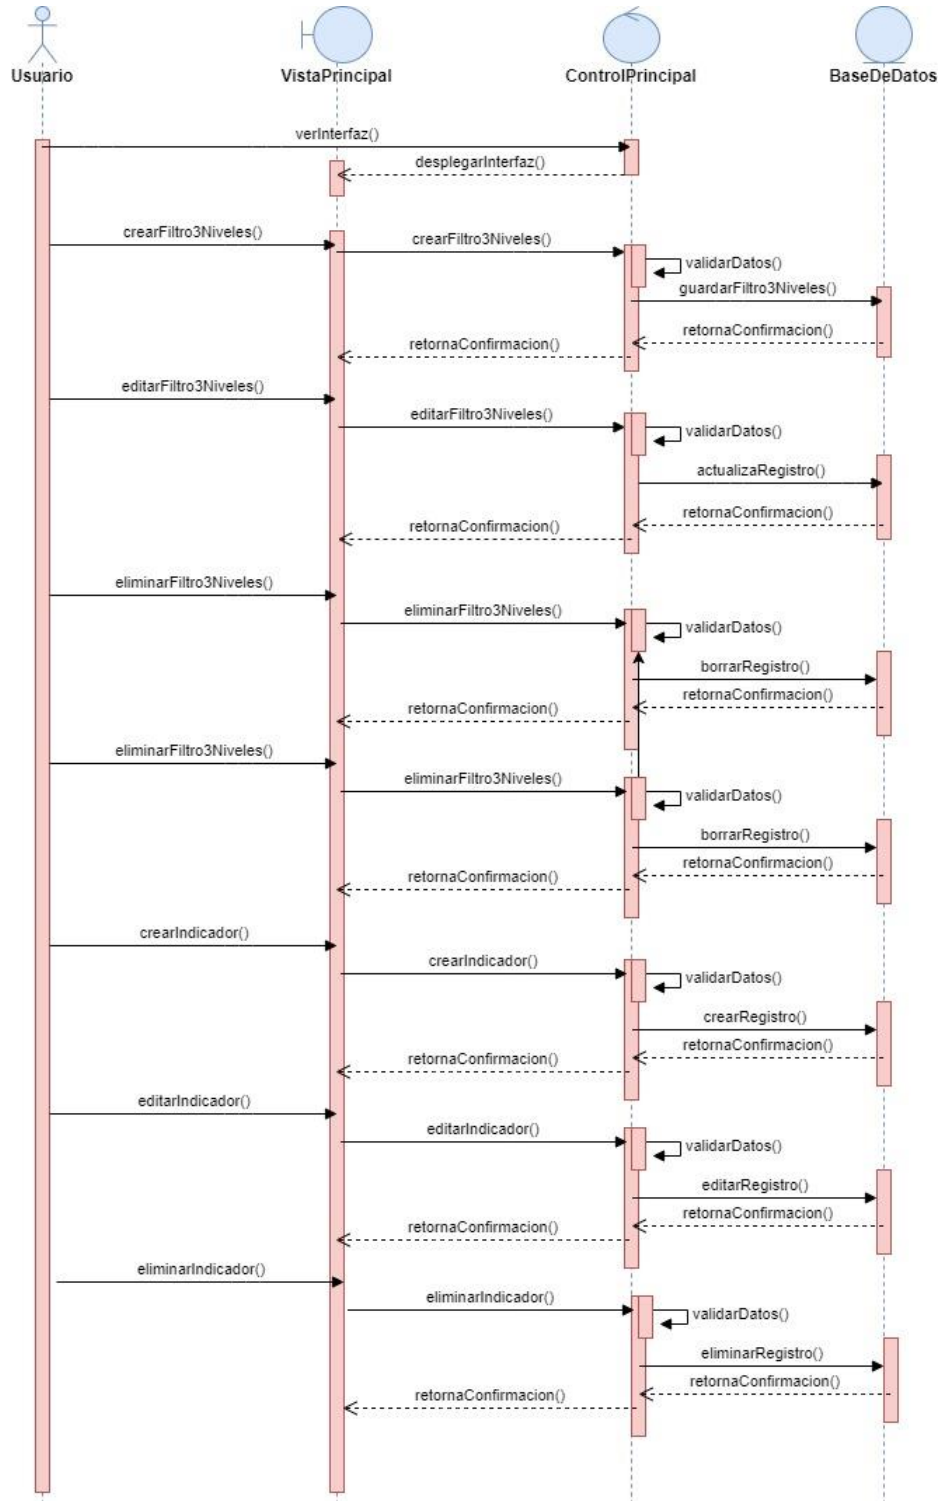 Usuario
VistaPrincipal
ControlPrincipal
BaseDeDatos
verInterfaz()
desplegarInterfaz()
crearFiltro3Niveles()
crearFiltro3Niveles()
validarDatos()
guardarFiltro3Niveles()
retornaConfirmacion()
retornaConfirmacion()
editarFiltro3Niveles()
editarFiltro3Niveles()
validarDatos()
actualizaRegistro()
retornaConfirmacion()
retornaConfirmacion()
eliminarFiltro3Niveles()
eliminarFiltro3Niveles()
validarDatos()
borrarRegistro()
retornaConfirmacion()
retornaConfirmacion()
eliminarFiltro3Niveles()
eliminarFiltro3Niveles()
validarDatos()
borrarRegistro()
retornaConfirmacion()
retornaConfirmacion()
crearIndicador()
crearIndicador()
validarDatos()
crearRegistro()
retornaConfirmacion()
retornaConfirmacion()
editarIndicador()
editarIndicador()
validarDatos()
editarRegistro()
retornaConfirmacion()
retornaConfirmacion()
eliminarIndicador()
eliminarIndicador()
validarDatos()
eliminarRegistro()
retornaConfirmacion()
retornaConfirmacion()